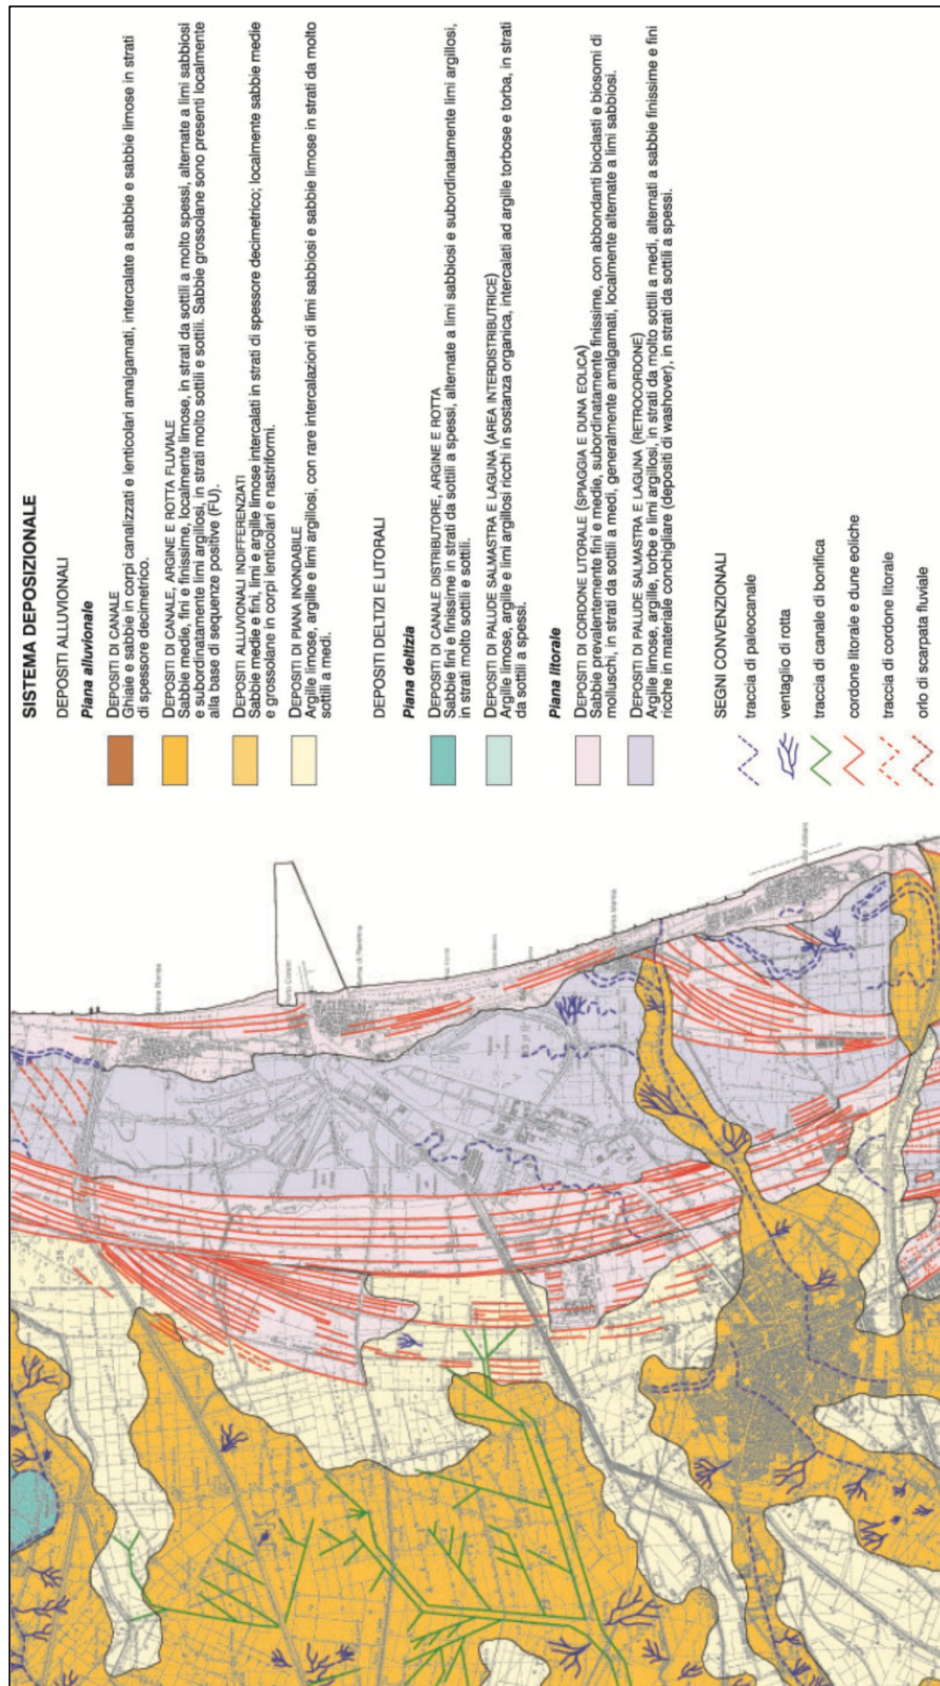 SISTEMA DEPOSIZIONALE
DEPOSITI ALLUVIONALI
Piana alluvionale
DEPOSITI DI CANALE
Ghiaie e sabbie in corpi canalizzati e lenticolari amalgamati, intercalate a sabbie e sabbie limose in strati
di spessore decimetrico.
DEPOSITI DI CANALE, ARGINE E ROTTA FLUVIALE
Sabbie medie, fini e finissime, localmente limose, in strati da sottili a molto spessi, alternate a limi sabbiosi
e subordinatamente limi argillosi, in strati molto sottili e sottili. Sabbie grossolane sono presenti localmente
alla base di sequenze positive (FU).
DEPOSITI ALLUVIONALI INDIFFERENZIATI
Sabbie medie e fini, limi e argille limose intercalati in strati di spessore decimetrico; localmente sabbie medie
e grossolane in corpi lenticolari e nastriformi.
DEPOSITI DI PIANA INONDABILE
Argille limose, argille e limi argillosi, con rare intercalazioni di limi sabbiosi e sabbie limose in strati da molto
sottili a medi.
DEPOSITI DELTIZI E LITORALI
Piana deltizia
DEPOSITI DI CANALE DISTRIBUTORE, ARGINE E ROTTA
Sabbie fini e finissime in strati da sottili a spessi, alternate a limi sabbiosi e subordinatamente limi argillosi,
in strati molto sottili e sottili.
DEPOSITI DI PALUDE SALMASTRA E LAGUNA (AREA INTERDISTRIBUTRICE)
Argille limose, argille e limi argillosi ricchi in sostanza organica, intercalati ad argille torbose e torba, in strati
da sottili a spessi.
Piana litorale
DEPOSITI DI CORDONE LITORALE (SPIAGGIA E DUNA EOLICA)
Sabbie prevalentemente fini e medie, subordinatamente finissime, con abbondanti bioclasti e biosomi di
molluschi, in strati da sottili a medi, generalmente amalgamati, localmente alternate a limi sabbiosi.
DEPOSITI DI PALUDE SALMASTRA E LAGUNA (RETROCORDONE)
Argille limose, argille, torbe e limi argillosi, in strati da molto sottili a medi, alternati a sabbie finissime e fini
ricche in materiale conchigliare (depositi di washover), in strati da sottili a spessi.
SEGNI CONVENZIONALI
traccia di paleocanale
ventaglio di rotta
traccia di canale di bonifica
cordone litorale e dune eoliche
traccia di cordone litorale
orlo di scarpata fluviale
Marina Romea
Porto Corsini
Marina di Ravenna